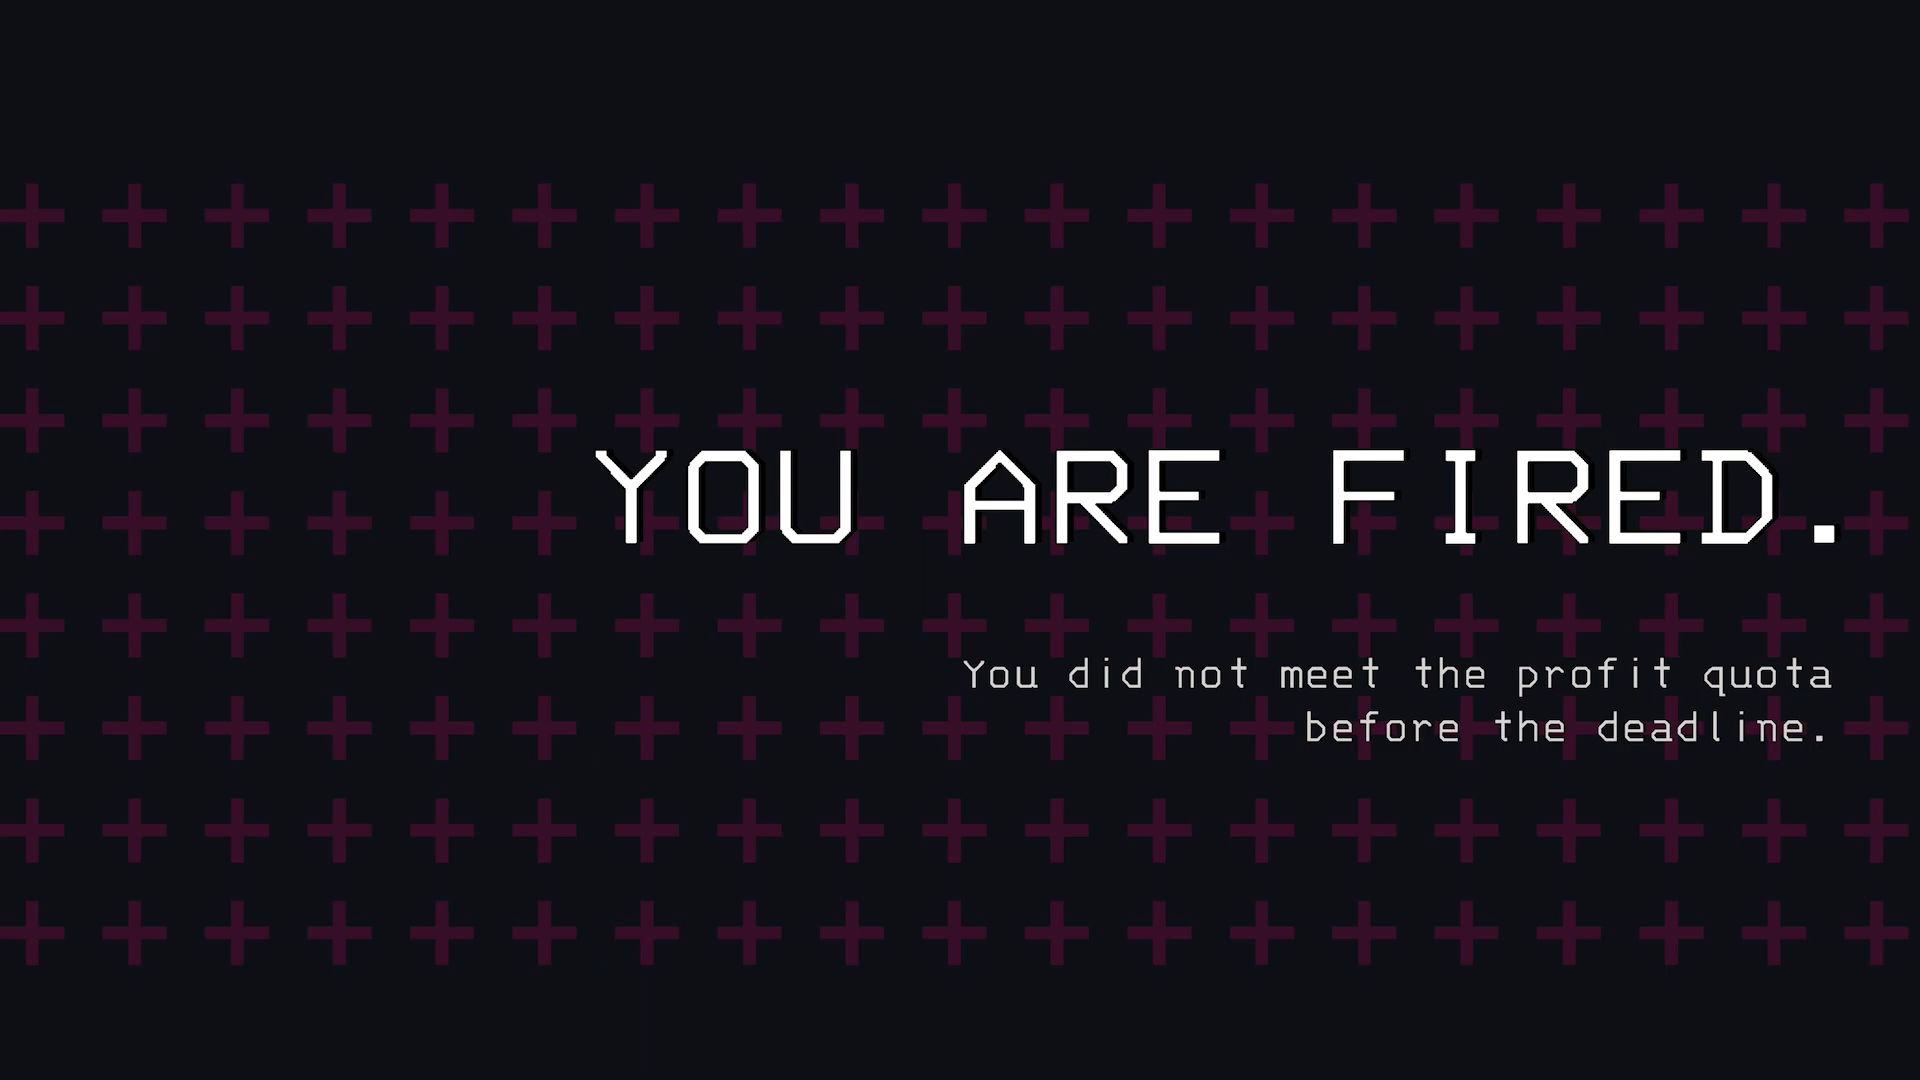 YOU ARE FIRED.
You did not meet the profit quota
before the deadline.